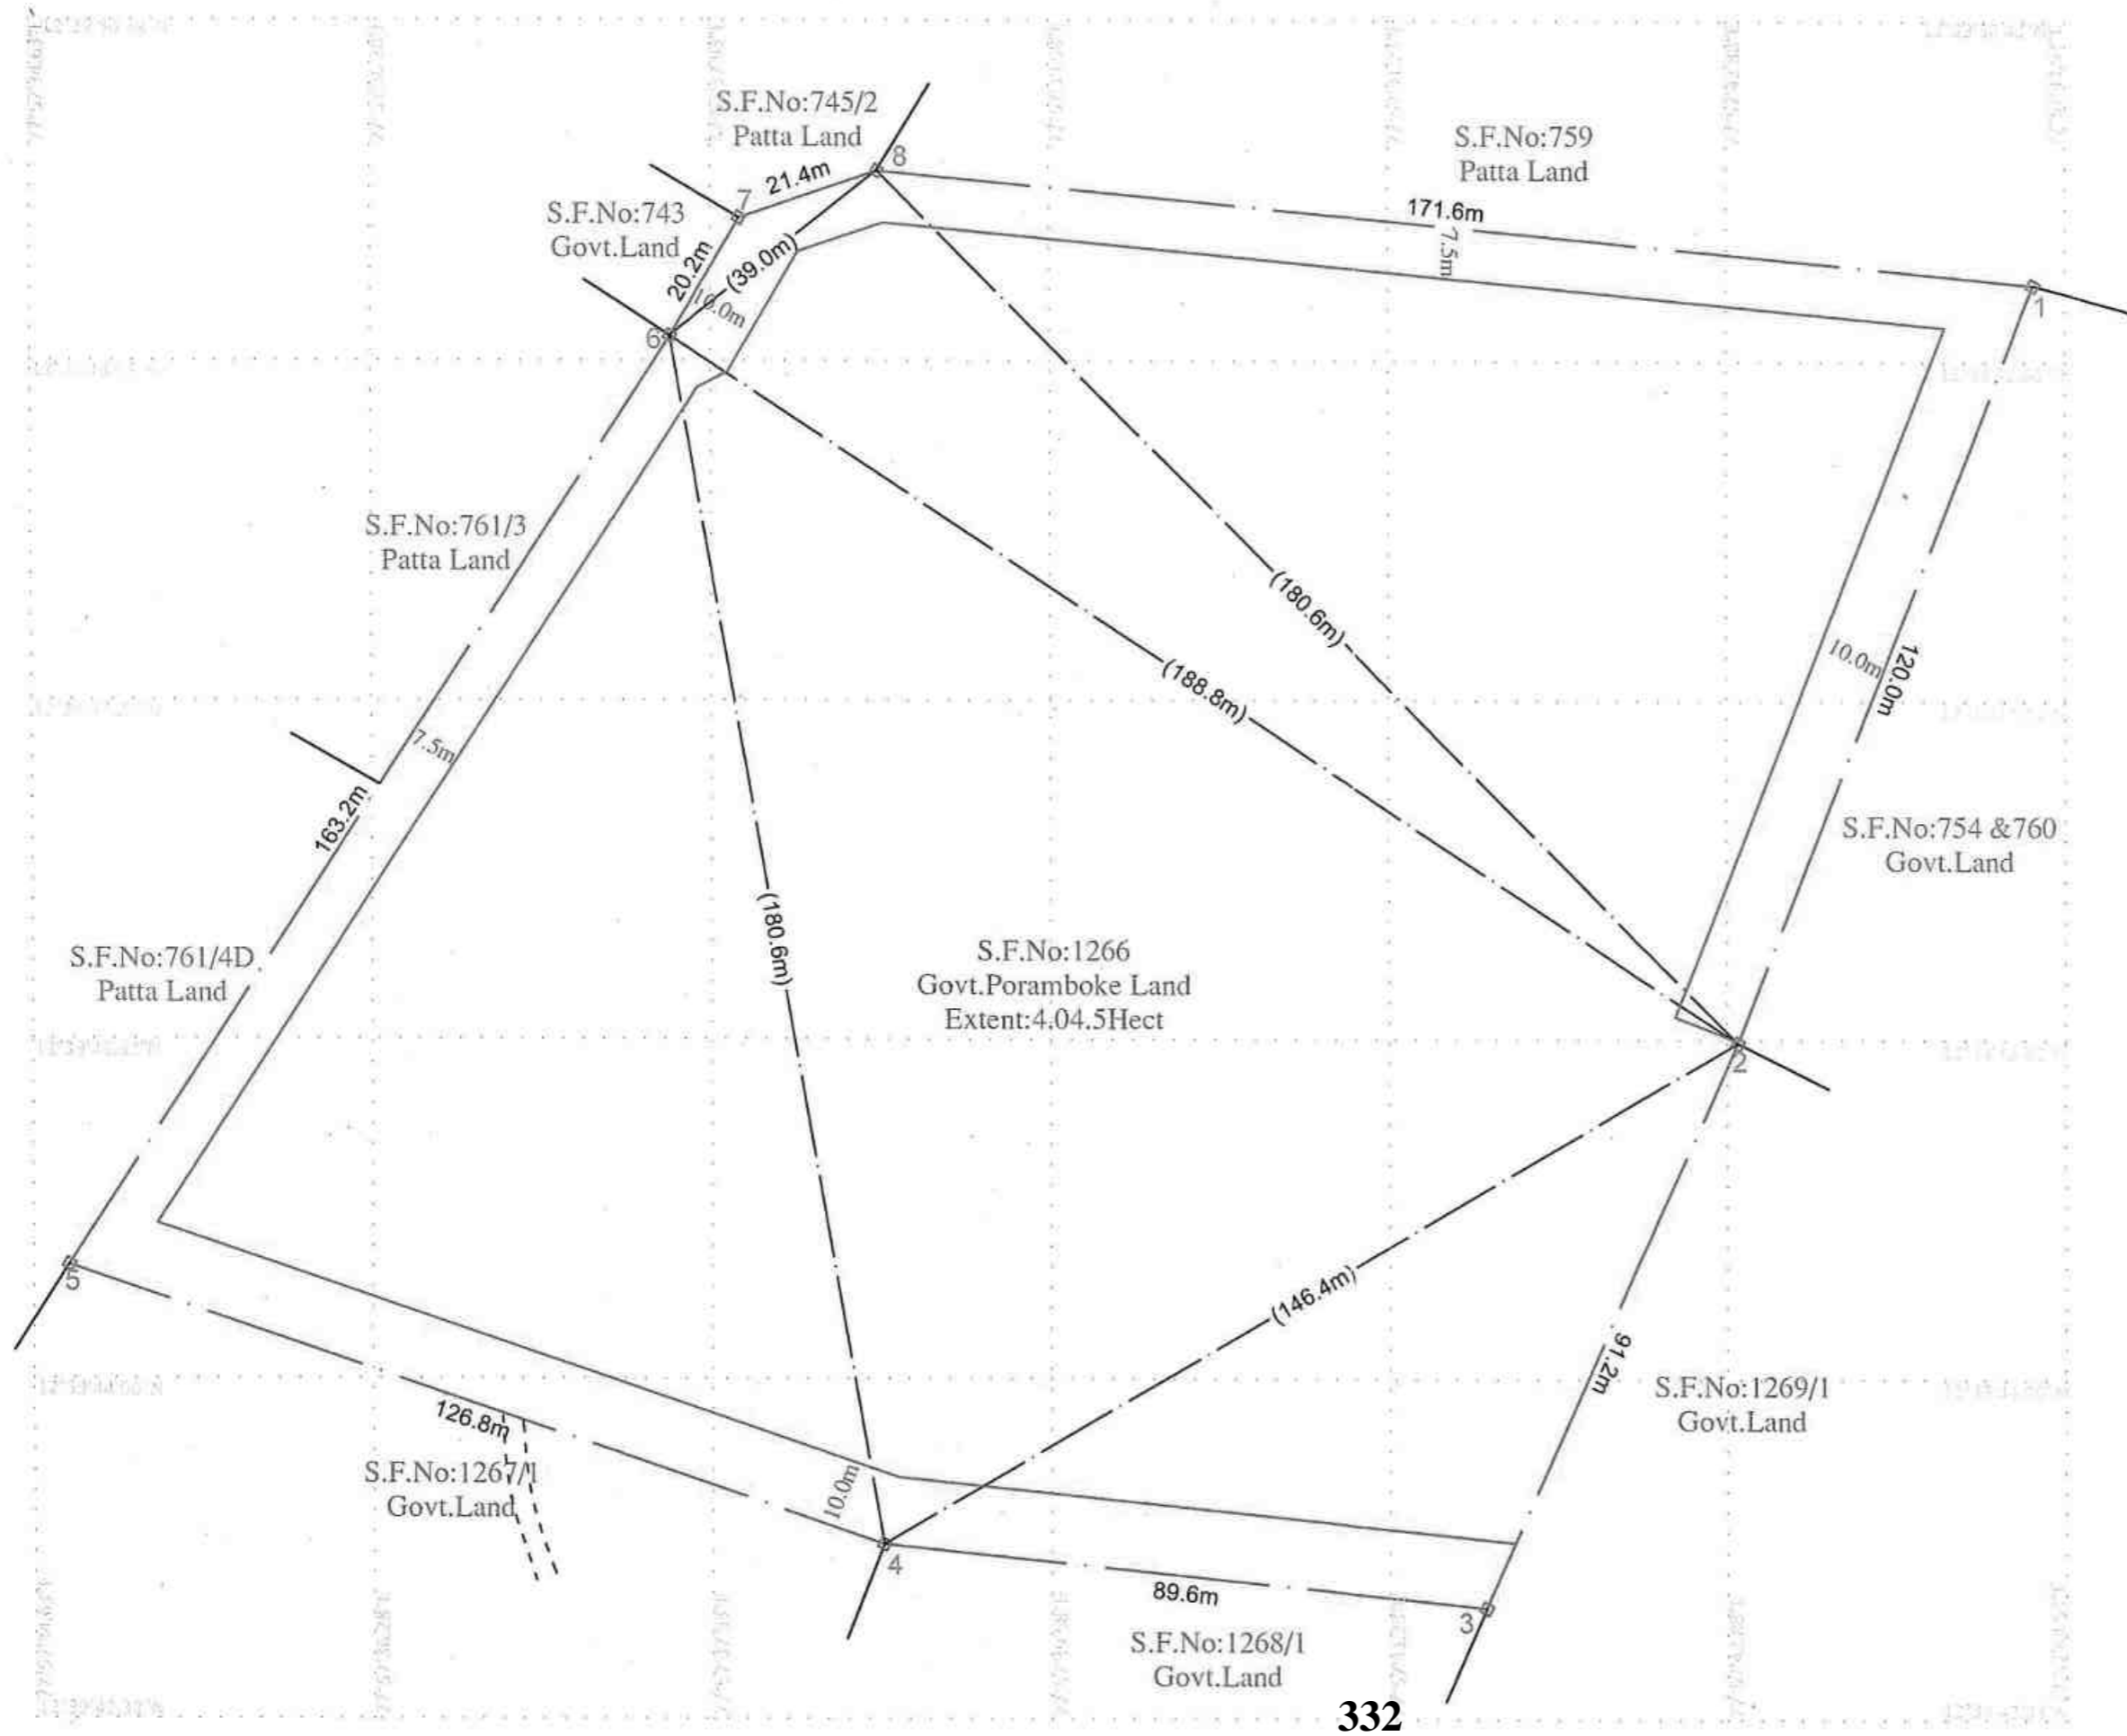 S.F.No:745/2
Patta Land
8
S.F.No:759
Patta Land
21.4m
7
S.F.No:743
Govt.Land
171.6m
7.5m
20.2m
(39.0m)
10.0m
1
6
S.F.No:761/3
Patta Land
(180.6m)
(188.8m)
10.0m
120.0m
7.5m
163.2m
S.F.No:754 &760
Govt.Land
S.F.No:761/4D
Patta Land
(180.6m)
S.F.No:1266
Govt.Poramboke Land
Extent:4.04.5Hect
2
5
(146.4m)
91.2m
S.F.No:1269/1
Govt.Land
126.8m
S.F.No:1267/1
Govt.Land
10.0m
4
89.6m
3
S.F.No:1268/1
Govt.Land
332